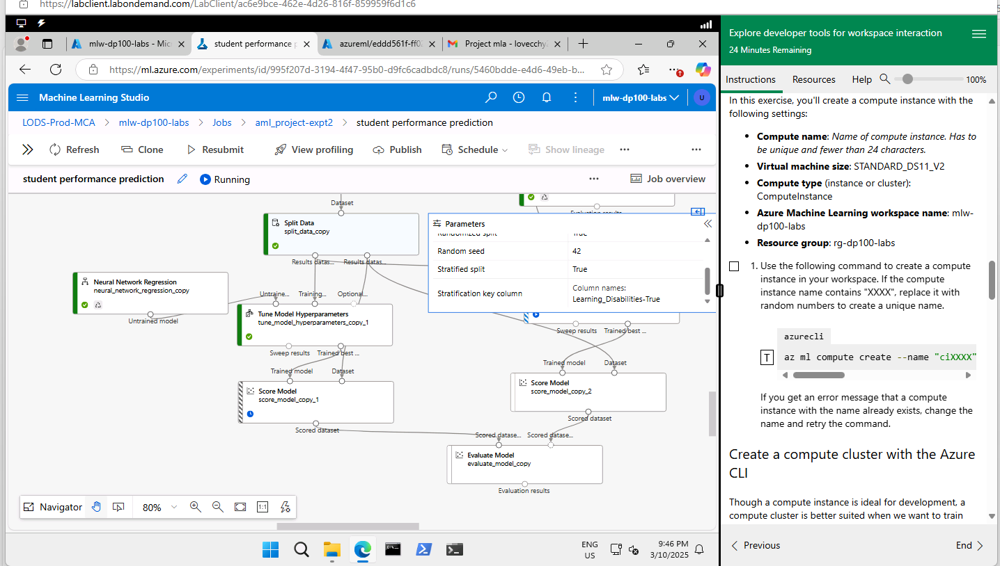 https://labclient.labondemand.com/LabClient/ac6e9bce-462e-4d26-816f-859959f6d1c6
mlw-dp100-labs - Mic
student performance p
azureml/eddd561f-ff0
Project mla - lovecchy
https://ml.azure.com/experiments/id/995f207d-3194-4f47-95b0-d9fc6cadbdc8/runs/5460bdde-e4d6-49eb-b...
Machine Learning Studio
mlw-dp100-labs
U
LODS-Prod-MCA > mlw-dp100-labs > Jobs > aml_project-expt2 > student performance prediction
Refresh
Clone
Resubmit
View profiling
Publish
Schedule
Show lineage
student performance prediction
Running
Job overview
Dataset
Split Data
split_data_copy
Results datas...
Results datas...
Evaluation results
Parameters
Randomized split
True
Random seed
42
Stratified split
True
Stratification key column
Column names:
Learning_Disabilities-True
Neural Network Regression
neural_network_regression_copy
Untrained model
Untraine...
Training...
Optional...
Tune Model Hyperparameters
tune_model_hyperparameters_copy_1
Sweep results
Trained best ...
Sweep results
Trained best ...
Trained model
Dataset
Trained model
Dataset
Score Model
score_model_copy_1
Scored dataset
Score Model
score_model_copy_2
Scored dataset
Scored datase...
Scored datase...
Evaluate Model
evaluate_model_copy
Evaluation results
Navigator
80%
1:1
ENG
US
9:46 PM
3/10/2025
Explore developer tools for workspace interaction
24 Minutes Remaining
Instructions
Resources
Help
100%
In this exercise, you'll create a compute instance with the
following settings:
• Compute name: Name of compute instance. Has to
be unique and fewer than 24 characters.
• Virtual machine size: STANDARD_DS11_V2
• Compute type (instance or cluster):
ComputeInstance
• Azure Machine Learning workspace name: mlw-
dp100-labs
• Resource group: rg-dp100-labs
1. Use the following command to create a compute
instance in your workspace. If the compute
instance name contains "XXXX", replace it with
random numbers to create a unique name.
azurecli
T
az ml compute create --name "ciXXXX"
If you get an error message that a compute
instance with the name already exists, change the
name and retry the command.
Create a compute cluster with the Azure
CLI
Though a compute instance is ideal for development, a
compute cluster is better suited when we want to train
Previous
End